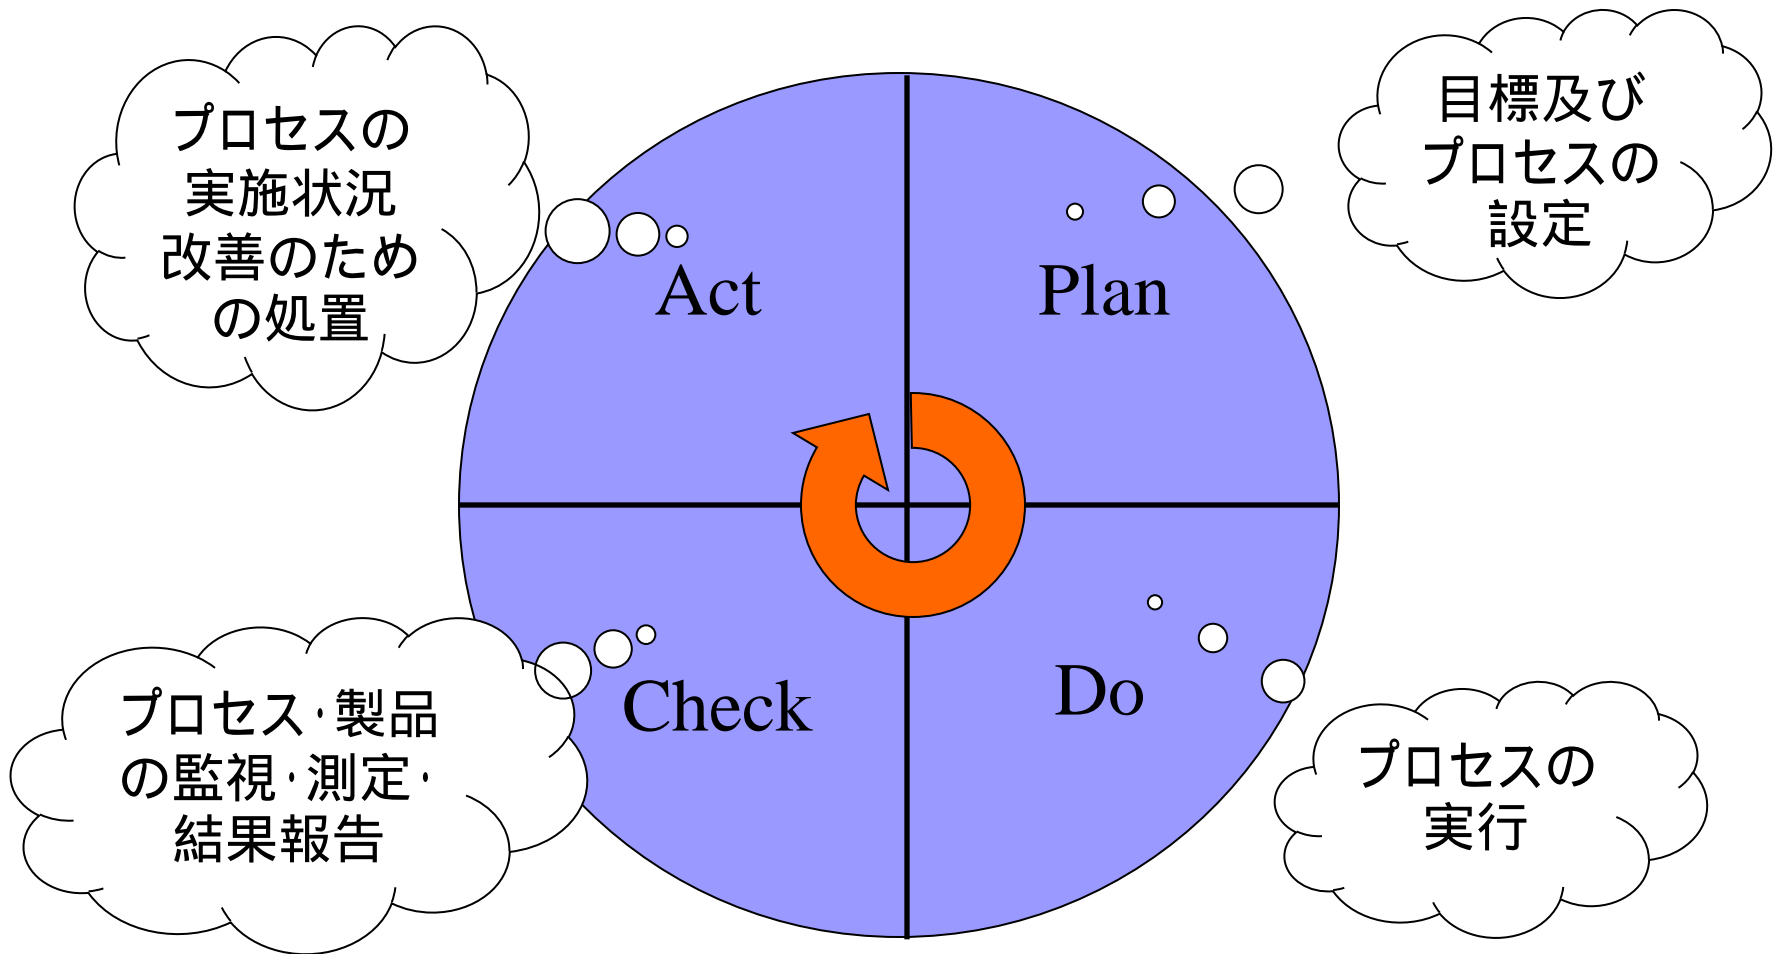 プロセスの
実施状況
改善のため
の処置
目標及び
プロセスの
設定
Act
Plan
Check
Do
プロセス・製品
の監視・測定・
結果報告
プロセスの
実行